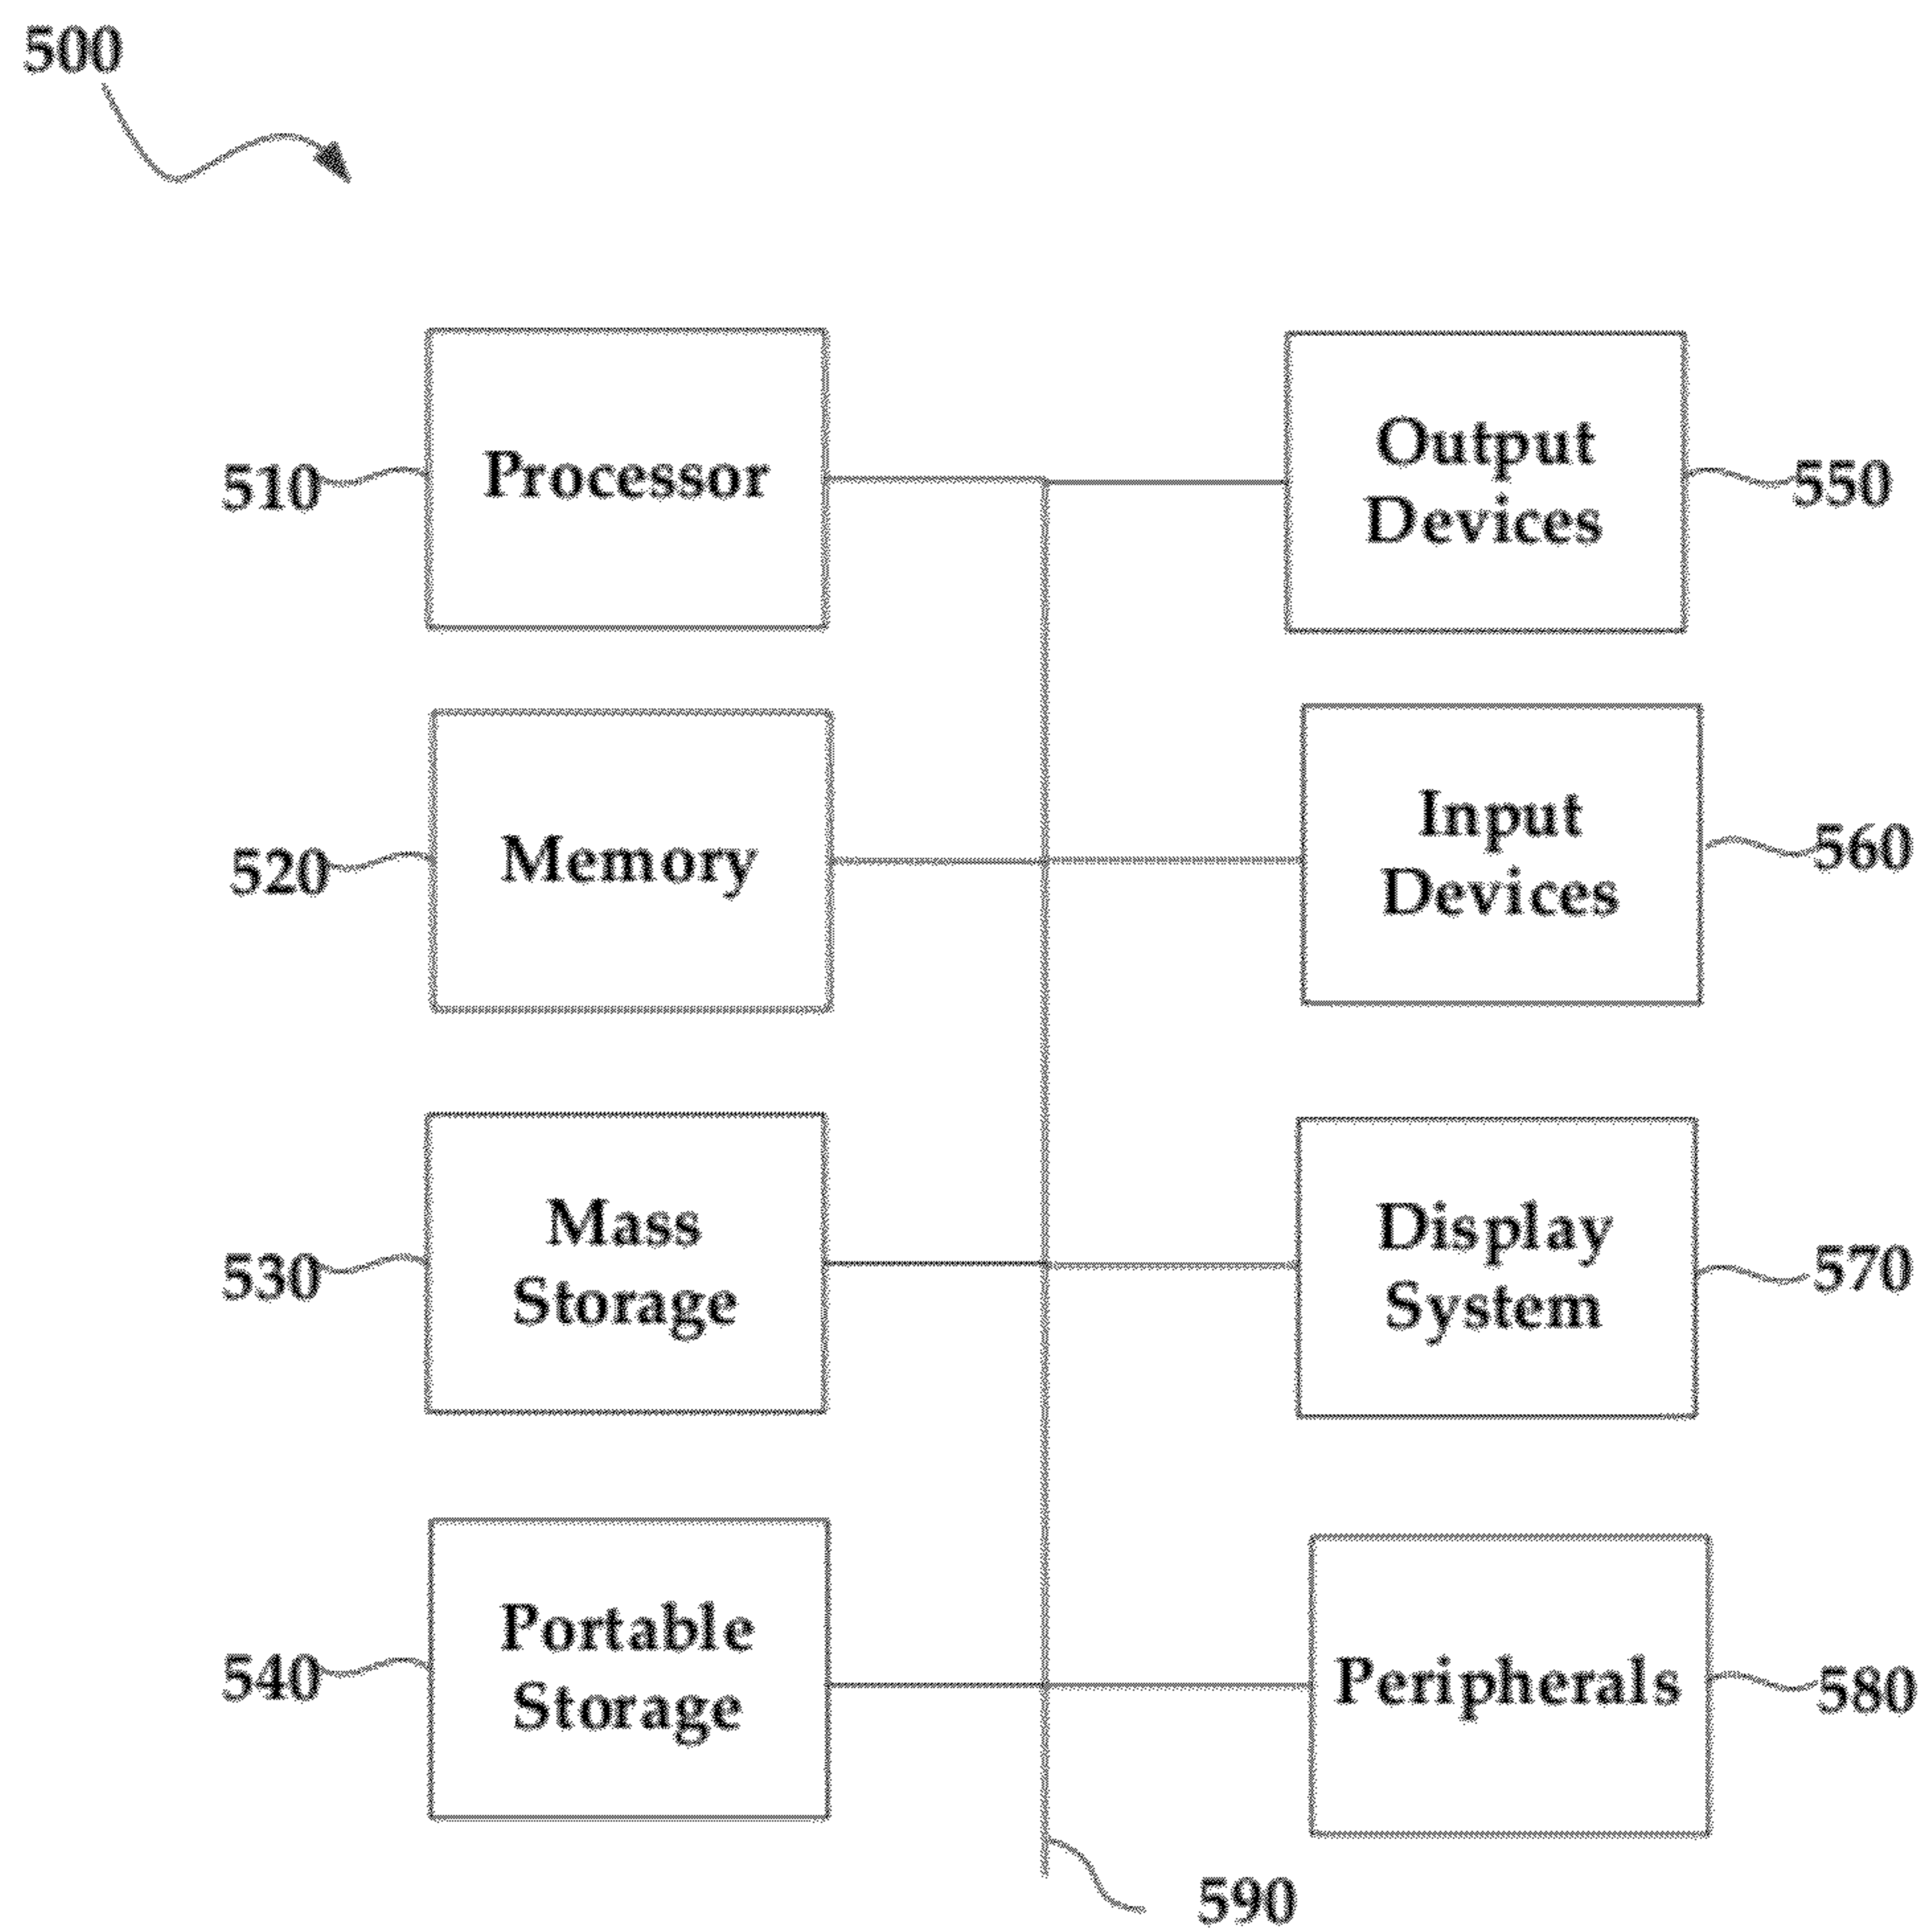 500
510
Processor
Output
Devices
550
520
Memory
Input
Devices
560
530
Mass
Storage
Display
System
570
540
Portable
Storage
Peripherals
580
590